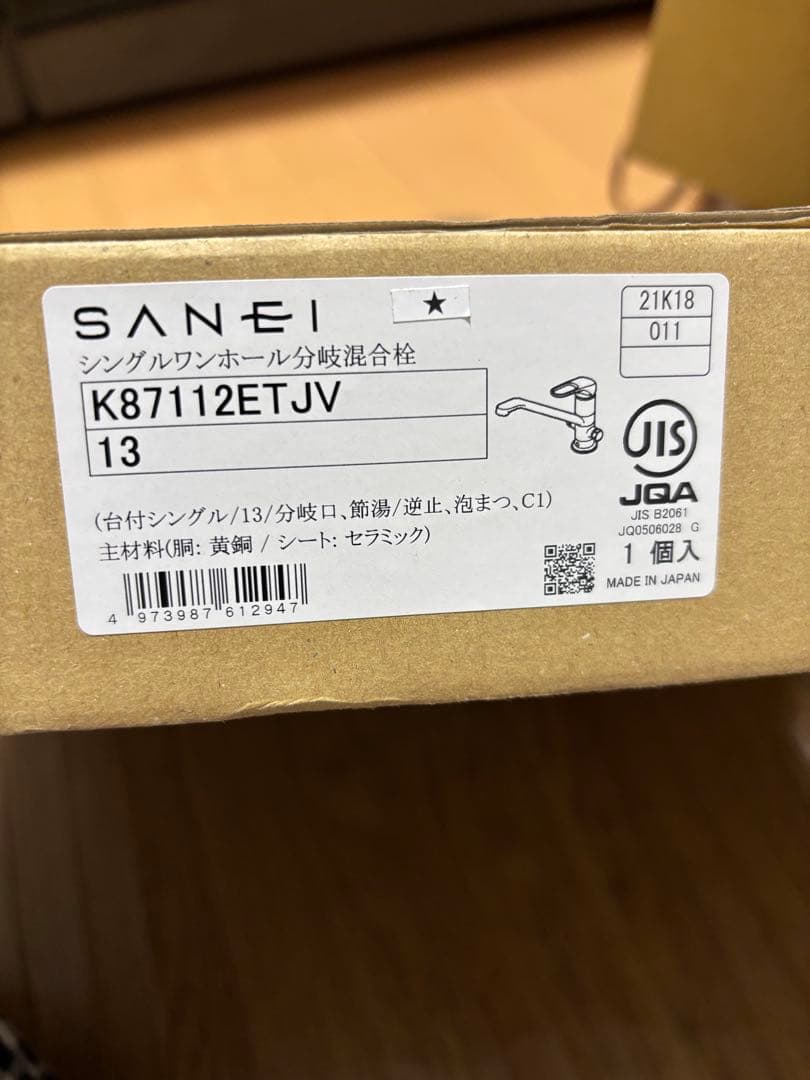 SANEI
★
シングルワンホール分岐混合栓
K87112ETJV
13
21K18
011
(台付シングル/13/分岐口、節湯/逆止、泡まつ、C1)
主材料(胴: 黄銅 / シート: セラミック)
4 973987 612947
JIS
JQA
JIS B2061
JQ0506028 G
1 個入
MADE IN JAPAN